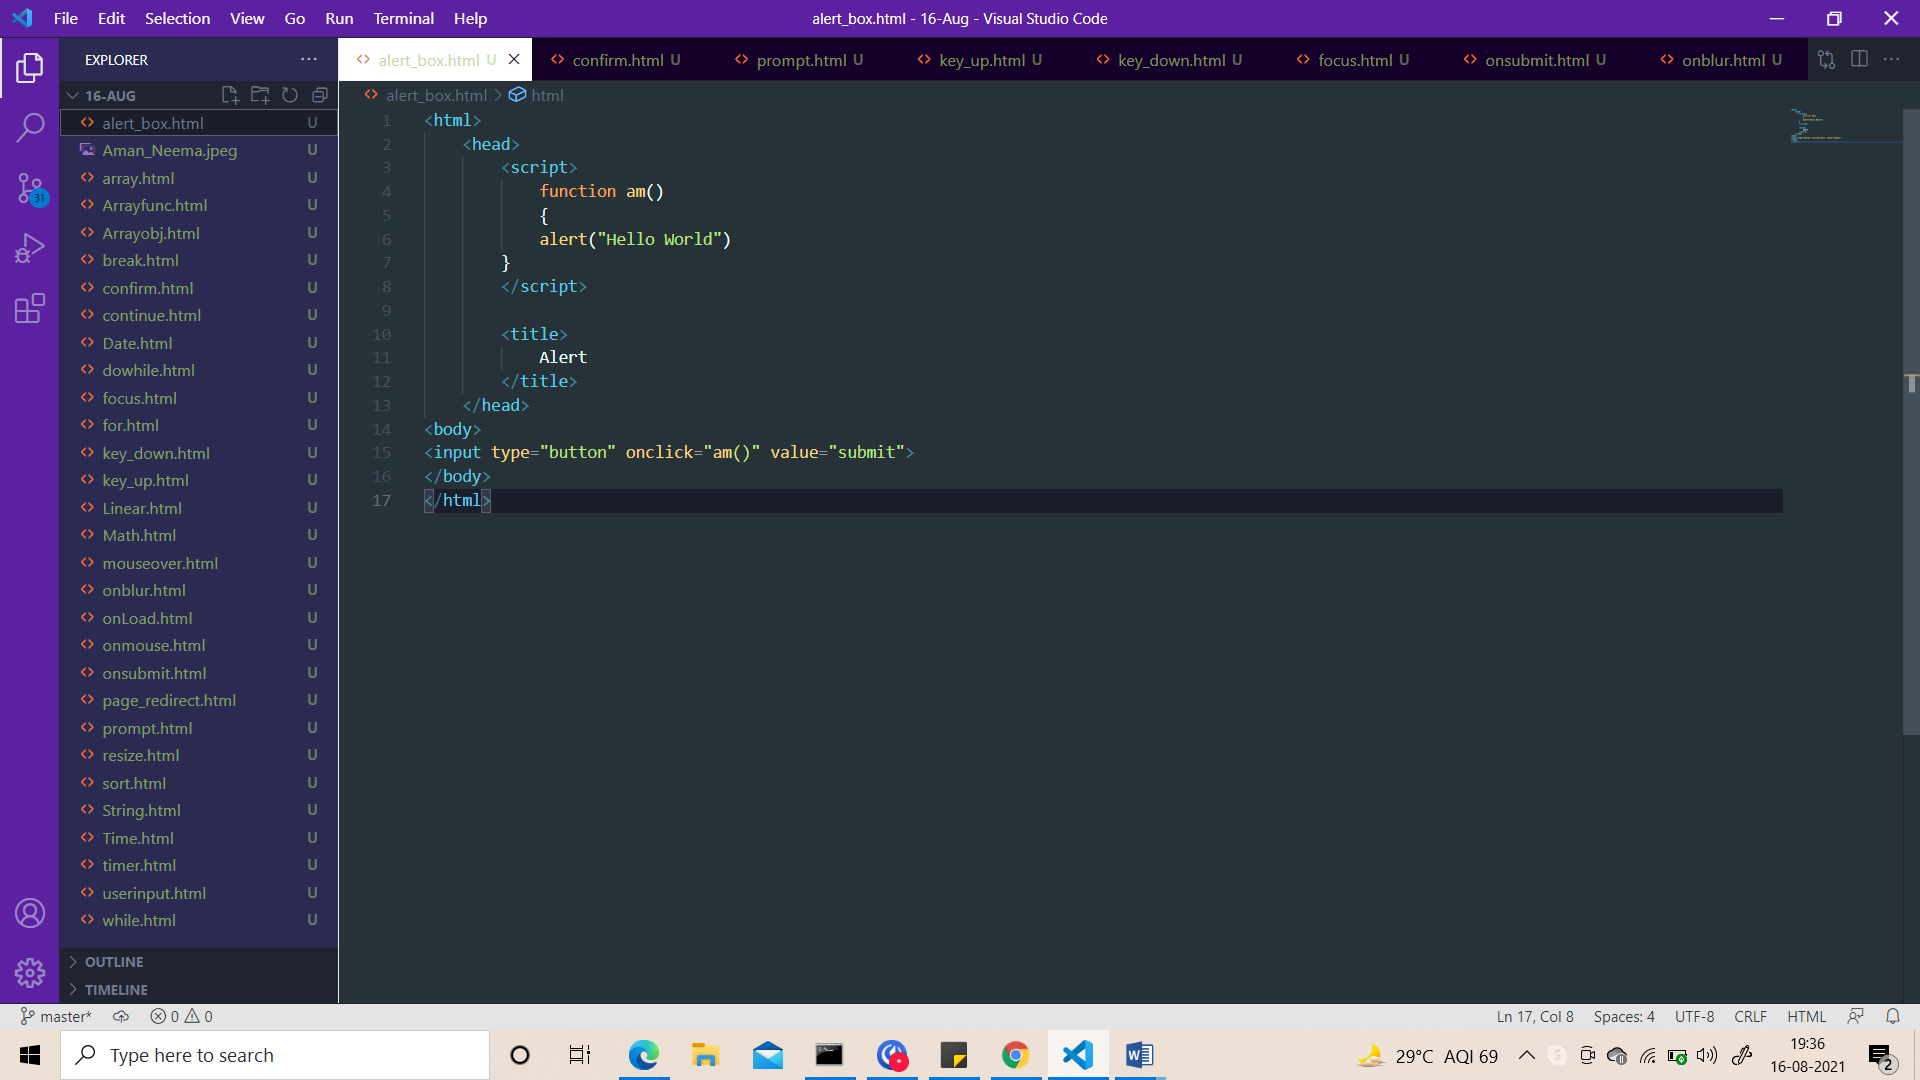 File Edit Selection View Go Run Terminal Help
alert_box.html - 16-Aug - Visual Studio Code
EXPLORER
alert_box.html U
confirm.html U
prompt.html U
key_up.html U
key_down.html U
focus.html U
onsubmit.html U
onblur.html U
16-AUG
alert_box.html U
Aman_Neema.jpeg U
array.html U
Arrayfunc.html U
Arrayobj.html U
break.html U
confirm.html U
continue.html U
Date.html U
dowhile.html U
focus.html U
for.html U
key_down.html U
key_up.html U
Linear.html U
Math.html U
mouseover.html U
onblur.html U
onLoad.html U
onmouse.html U
onsubmit.html U
page_redirect.html U
prompt.html U
resize.html U
sort.html U
String.html U
Time.html U
timer.html U
userinput.html U
while.html U
OUTLINE
TIMELINE
31
alert_box.html > html
1 <html>
2 <head>
3 <script>
4 function am()
5 {
6 alert("Hello World")
7 }
8 </script>
9
10 <title>
11 Alert
12 </title>
13 </head>
14 <body>
15 <input type="button" onclick="am()" value="submit">
16 </body>
17 </html>
master* 0 0
Ln 17, Col 8 Spaces: 4 UTF-8 CRLF HTML
Type here to search
29°C AQI 69
19:36
16-08-2021
2